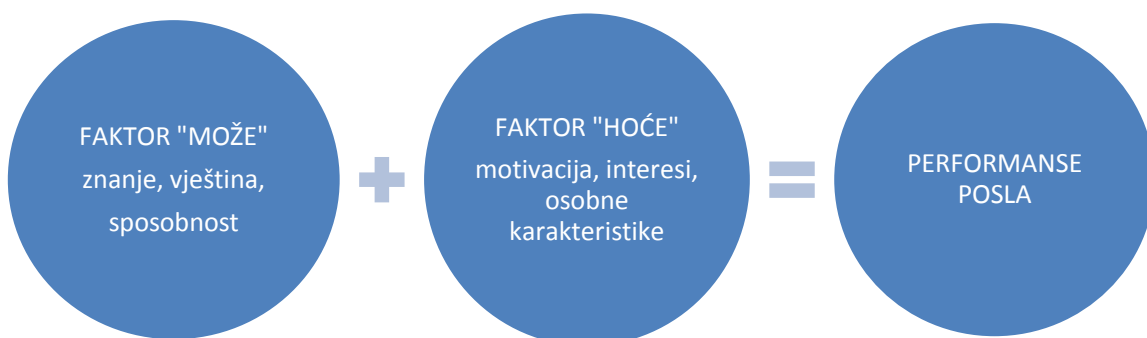 FAKTOR "MOŽE"
znanje, vještina,
sposobnost
FAKTOR "HOĆE"
motivacija, interesi,
osobne
karakteristike
PERFORMANSE
POSLA